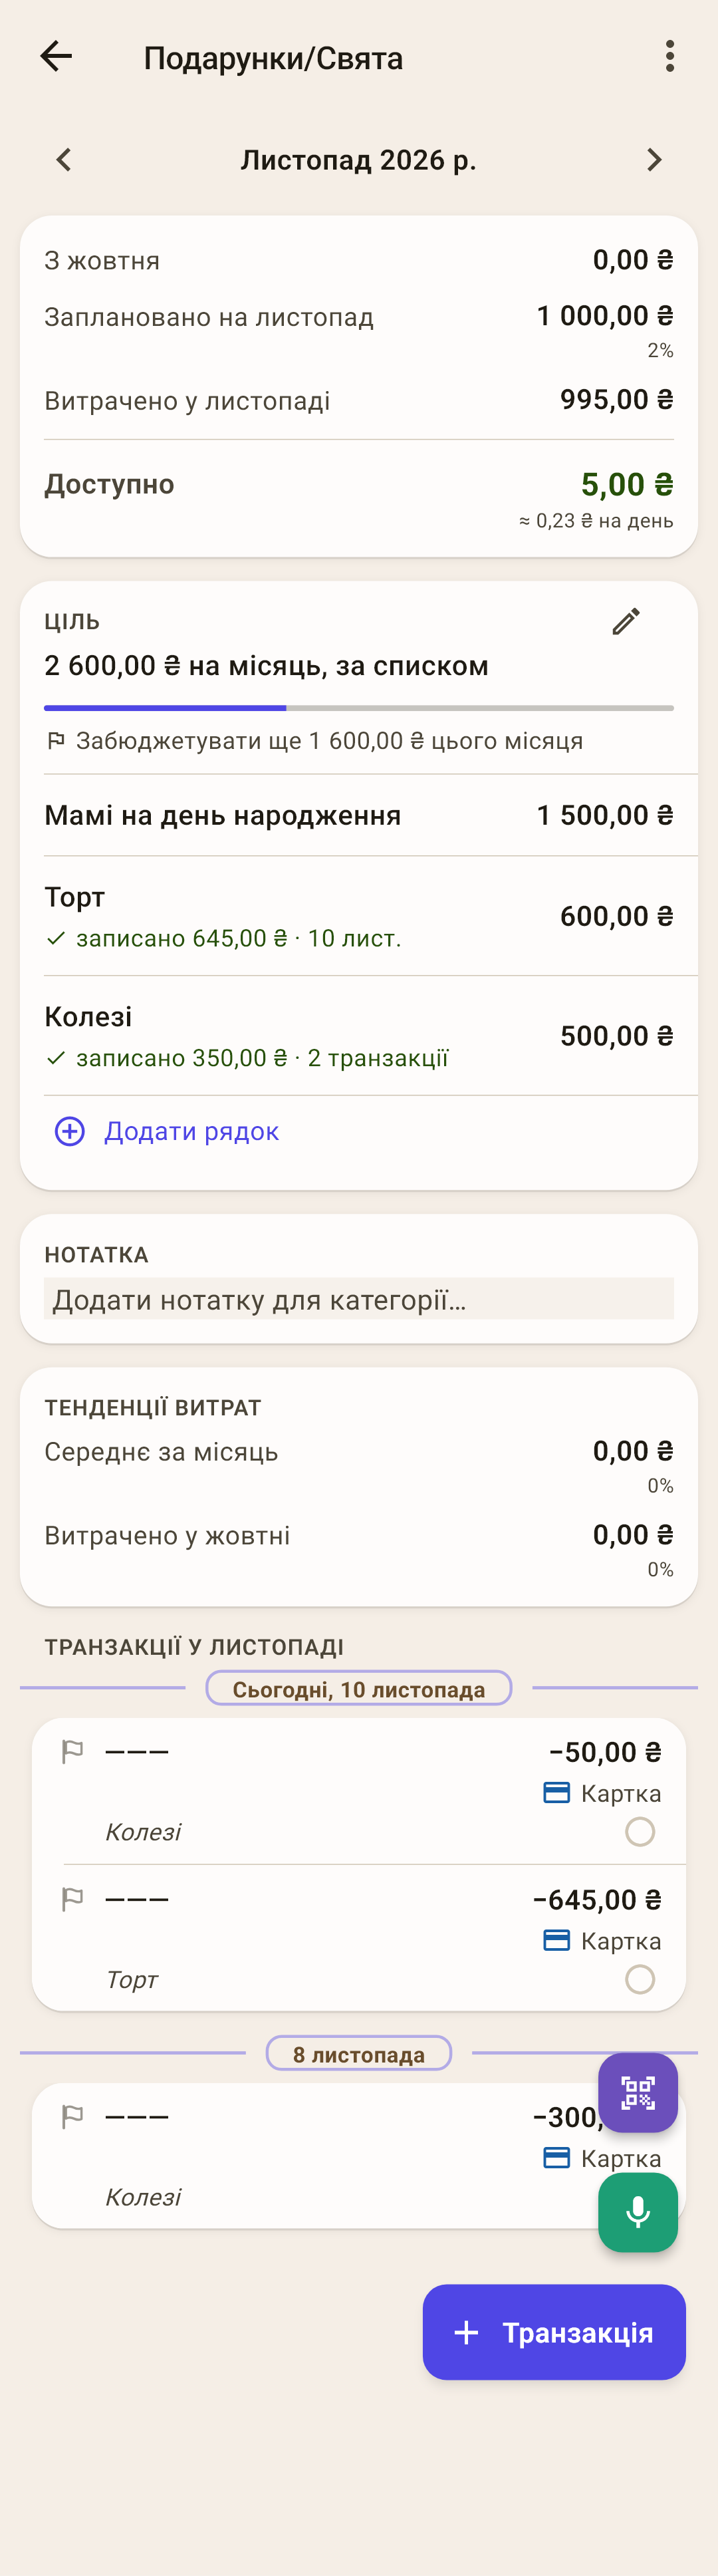 Подарунки/Свята
Листопад 2026 р.
З жовтня 0,00 ₴
Заплановано на листопад 1 000,00 ₴
2%
Витрачено у листопаді 995,00 ₴
Доступно 5,00 ₴
≈ 0,23 ₴ на день
ЦІЛЬ
2 600,00 ₴ на місяць, за списком
Забюджетувати ще 1 600,00 ₴ цього місяця
Мамі на день народження 1 500,00 ₴
Торт 600,00 ₴
записано 645,00 ₴ · 10 лист.
Колезі 500,00 ₴
записано 350,00 ₴ · 2 транзакції
Додати рядок
НОТАТКА
Додати нотатку для категорії…
ТЕНДЕНЦІЇ ВИТРАТ
Середнє за місяць 0,00 ₴
0%
Витрачено у жовтні 0,00 ₴
0%
ТРАНЗАКЦІЇ У ЛИСТОПАДІ
Сьогодні, 10 листопада
——— −50,00 ₴
Картка
Колезі
——— −645,00 ₴
Картка
Торт
8 листопада
——— −300,
Картка
Колезі
+ Транзакція